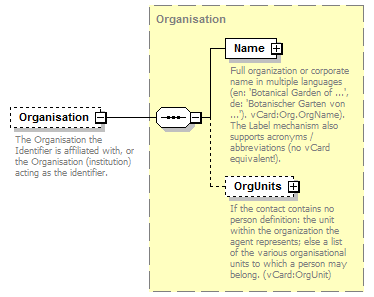 Organisation
Name
Full organization or corporate
name in multiple languages
(en: 'Botanical Garden of ...',
de: 'Botanischer Garten von
...'). vCard:Org.OrgName).
The Label mechanism also
supports acronyms /
abbreviations (no vCard
equivalent!).
Organisation
The Organisation the
Identifier is affiliated with, or
the Organisation (institution)
acting as the identifier.
OrgUnits
If the contact contains no
person definition: the unit
within the organization the
agent represents; else a list
of the various organisational
units to which a person may
belong. (vCard:OrgUnit)